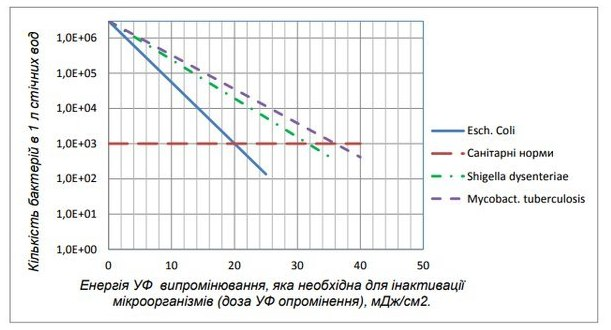 Кількість бактерій в 1 л стічних вод
1,0E+06
1,0E+05
1,0E+04
1,0E+03
1,0E+02
1,0E+01
1,0E+00
0 10 20 30 40 50
Esch. Coli
Санітарні норми
Shigella dysenteriae
Mycobact. tuberculosis
Енергія УФ випромінювання, яка необхідна для інактивації
мікроорганізмів (доза УФ опромінення), мДж/см2.